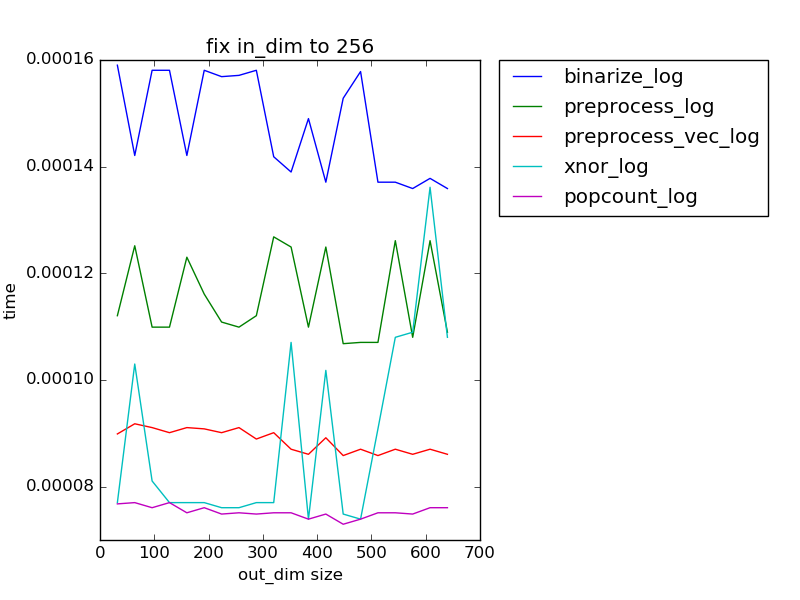 fix in_dim to 256
0.00016
0.00014
0.00012
0.00010
0.00008
time
0 100 200 300 400 500 600 700
out_dim size
binarize_log
preprocess_log
preprocess_vec_log
xnor_log
popcount_log